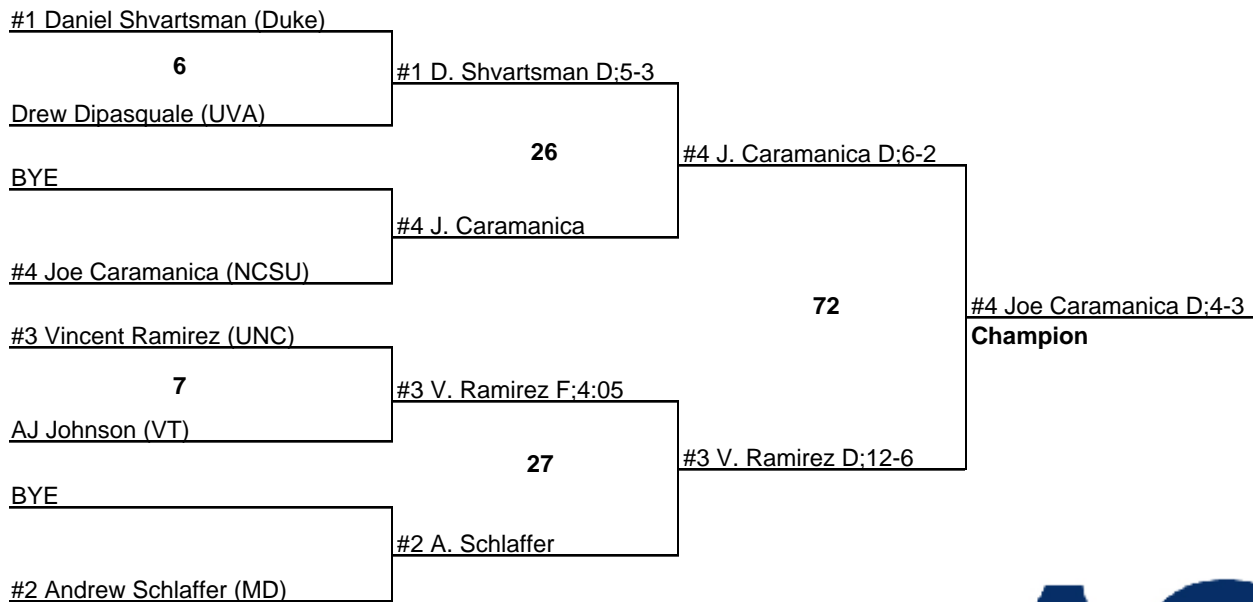 #1 Daniel Shvartsman (Duke)
6
#1 D. Shvartsman D;5-3
Drew Dipasquale (UVA)
26
#4 J. Caramanica D;6-2
BYE
#4 J. Caramanica
#4 Joe Caramanica (NCSU)
72
#4 Joe Caramanica D;4-3
Champion
#3 Vincent Ramirez (UNC)
7
#3 V. Ramirez F;4:05
AJ Johnson (VT)
27
#3 V. Ramirez D;12-6
BYE
#2 A. Schlaffer
#2 Andrew Schlaffer (MD)